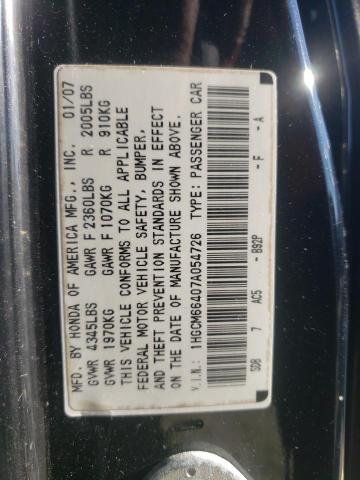 MFD. BY HONDA OF AMERICA MFG., INC. 01/07
GVWR 4345LBS GAWR F 2360LBS R 2005LBS
GVWR 1970KG GAWR F 1070KG R 910KG
THIS VEHICLE CONFORMS TO ALL APPLICABLE
FEDERAL MOTOR VEHICLE SAFETY, BUMPER,
AND THEFT PREVENTION STANDARDS IN EFFECT
ON THE DATE OF MANUFACTURE SHOWN ABOVE.
V.I.N.: 1HGCM66407A054726 TYPE: PASSENGER CAR
SDB 7 AC5 - B92P - F - A